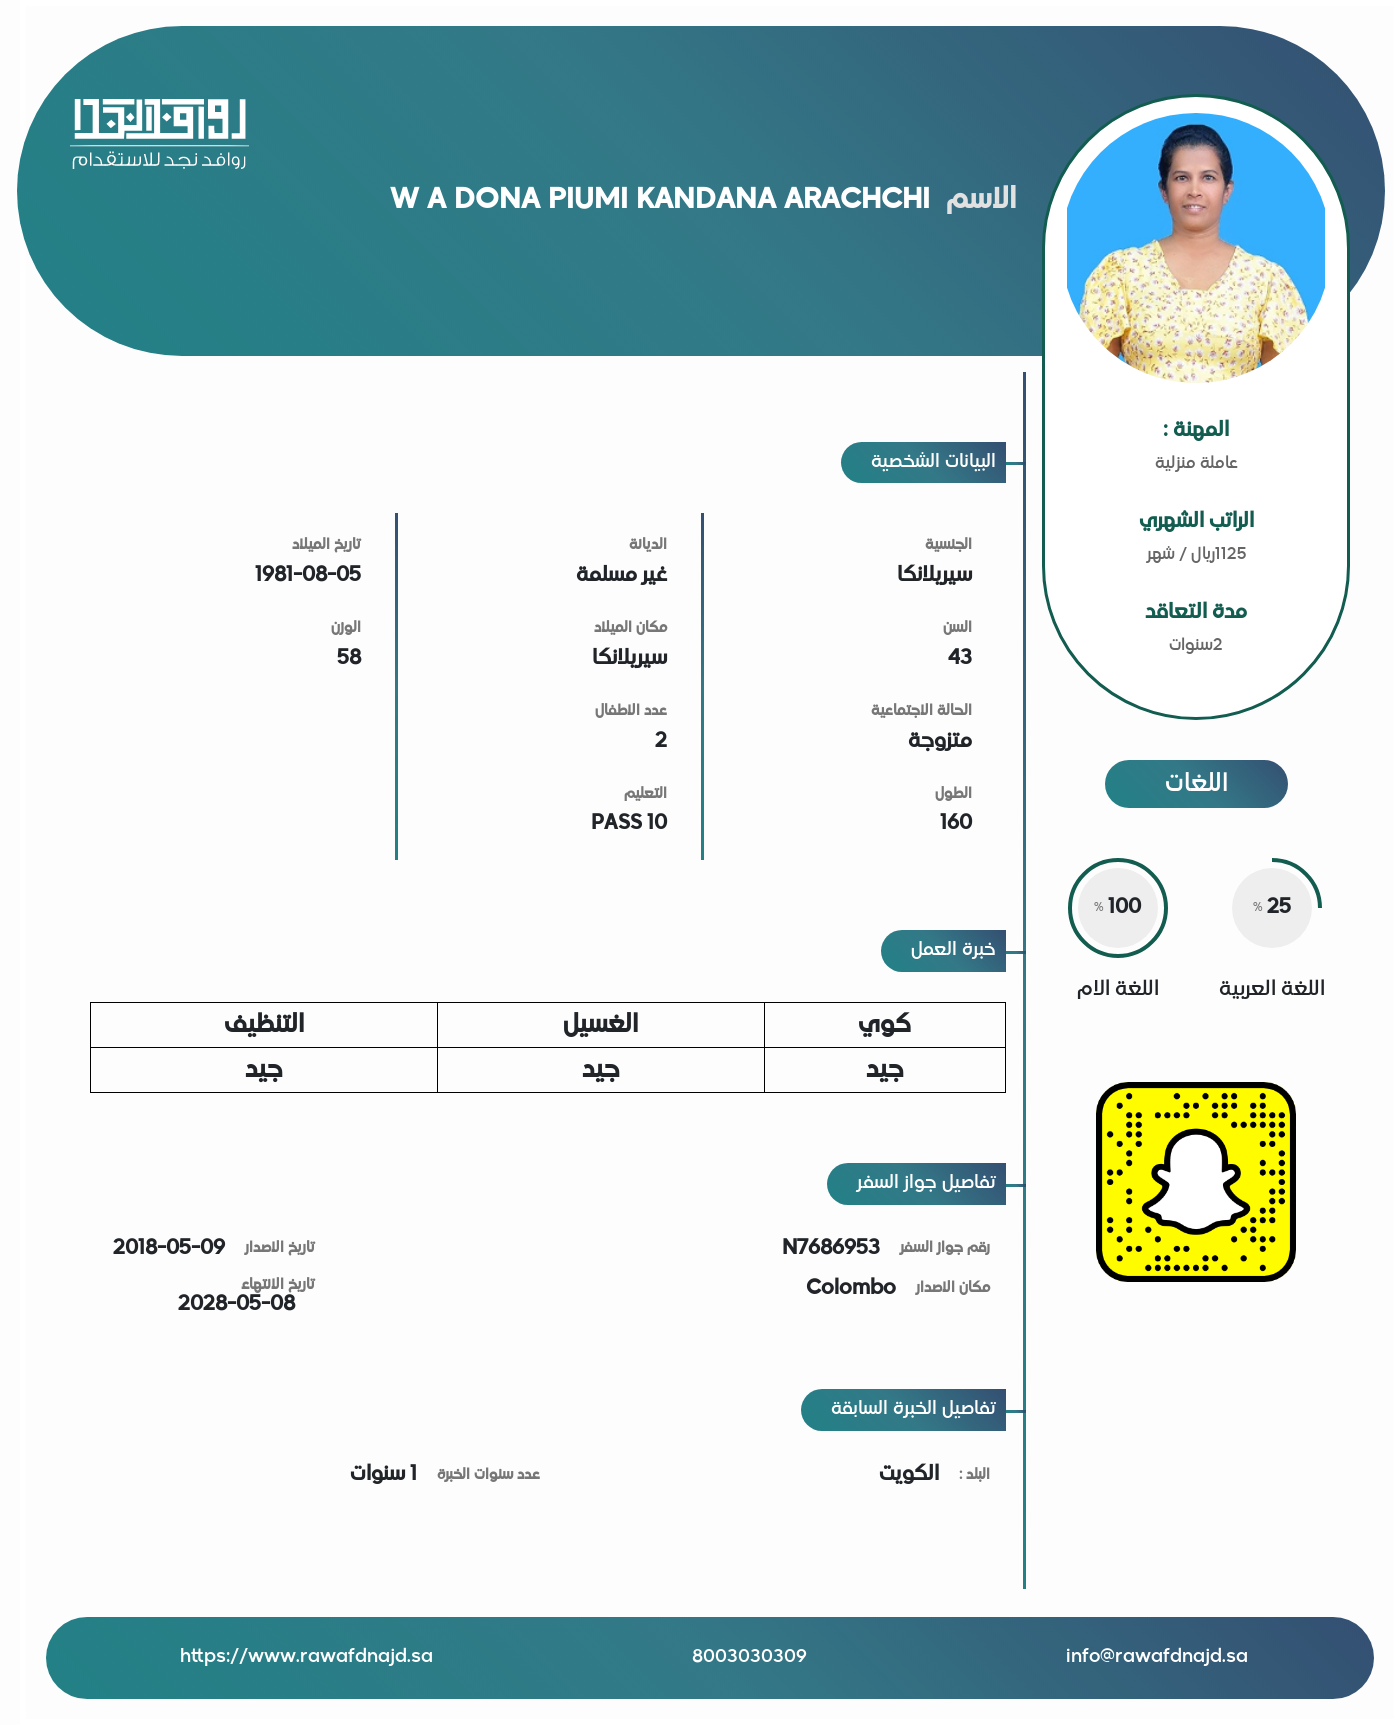 روافد نجد
روافد نجد للاستقدام
الاسم W A DONA PIUMI KANDANA ARACHCHI
المهنة :
عاملة منزلية
الراتب الشهري
1125ريال / شهر
مدة التعاقد
2سنوات
اللغات
25 %
100 %
اللغة العربية
اللغة الام
البيانات الشخصية
الجنسية
سيريلانكا
السن
43
الحالة الاجتماعية
متزوجة
الطول
160
الديانة
غير مسلمة
مكان الميلاد
سيريلانكا
عدد الاطفال
2
التعليم
10 PASS
تاريخ الميلاد
1981-08-05
الوزن
58
خبرة العمل
كوي الغسيل التنظيف
جيد جيد جيد
تفاصيل جواز السفر
رقم جواز السفر N7686953
تاريخ الاصدار 2018-05-09
مكان الاصدار Colombo
تاريخ الانتهاء
2028-05-08
تفاصيل الخبرة السابقة
البلد : الكويت
عدد سنوات الخبرة 1 سنوات
info@rawafdnajd.sa
8003030309
https://www.rawafdnajd.sa